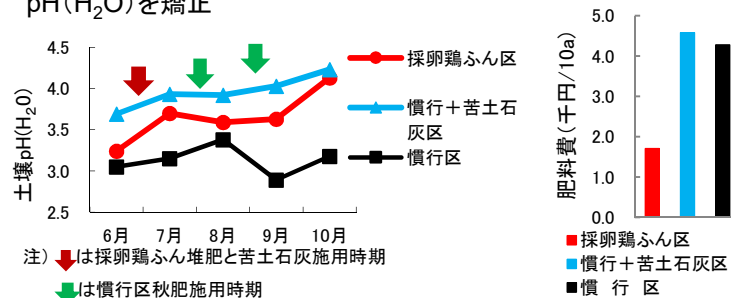 pH(H2O)を矯正
4.5
4.0
3.5
3.0
2.5
土壌pH(H20)
6月
7月
8月
9月
10月
採卵鶏ふん区
慣行＋苦土石
灰区
慣行区
注)
は採卵鶏ふん堆肥と苦土石灰施用時期
は慣行区秋肥施用時期
5.0
4.0
3.0
2.0
1.0
0.0
肥料費(千円/10a)
採卵鶏ふん区
慣行＋苦土石灰区
慣 行 区